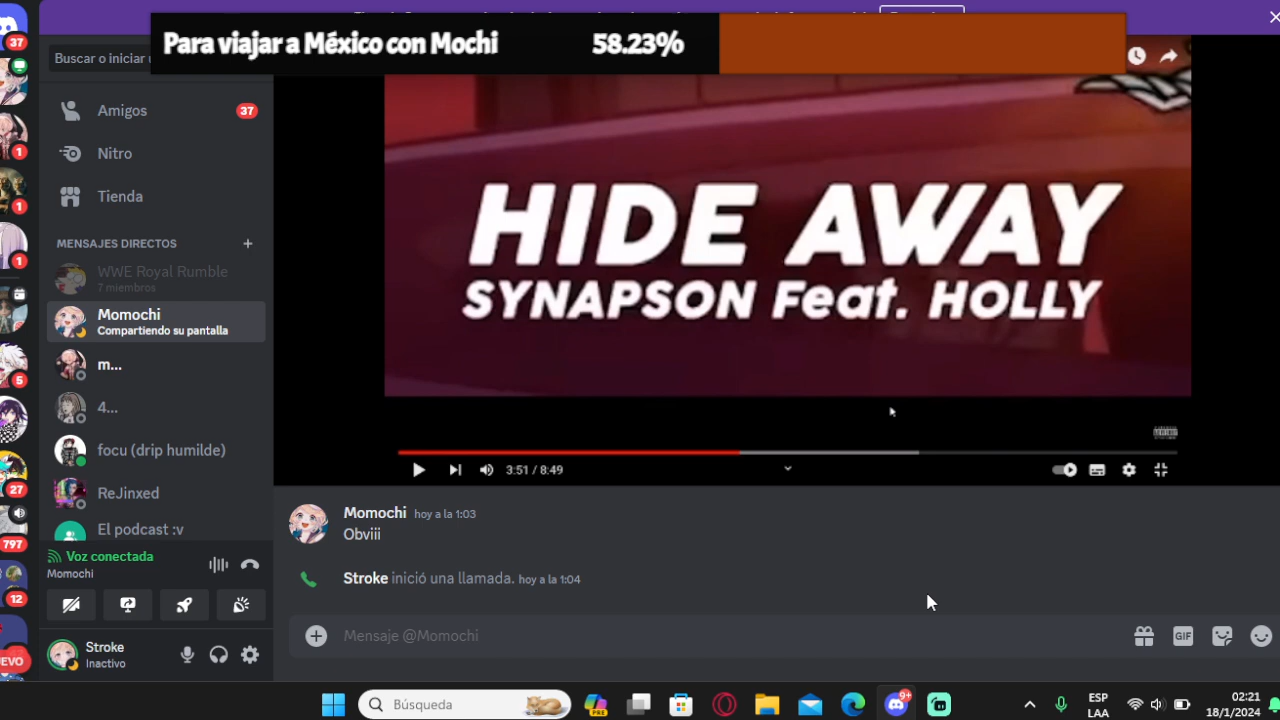 37
Para viajar a México con Mochi 58.23%
Buscar o iniciar u
Amigos 37
Nitro
1
Tienda
1
MENSAJES DIRECTOS
1
WWE Royal Rumble
7 miembros
HIDE AWAY
SYNAPSON Feat. HOLLY
Momochi
Compartiendo su pantalla
m...
5
4...
focu (drip humilde)
3:51 / 8:49
27
ReJinxed
Momochi hoy a la 1:03
Obviii
El podcast :v
797
Voz conectada
Momochi
Stroke inició una llamada. hoy a la 1:04
12
Mensaje @Momochi
GIF
Stroke
Inactivo
EVO
Búsqueda
PRE
9+
ESP
LAA
02:21
18/1/2024